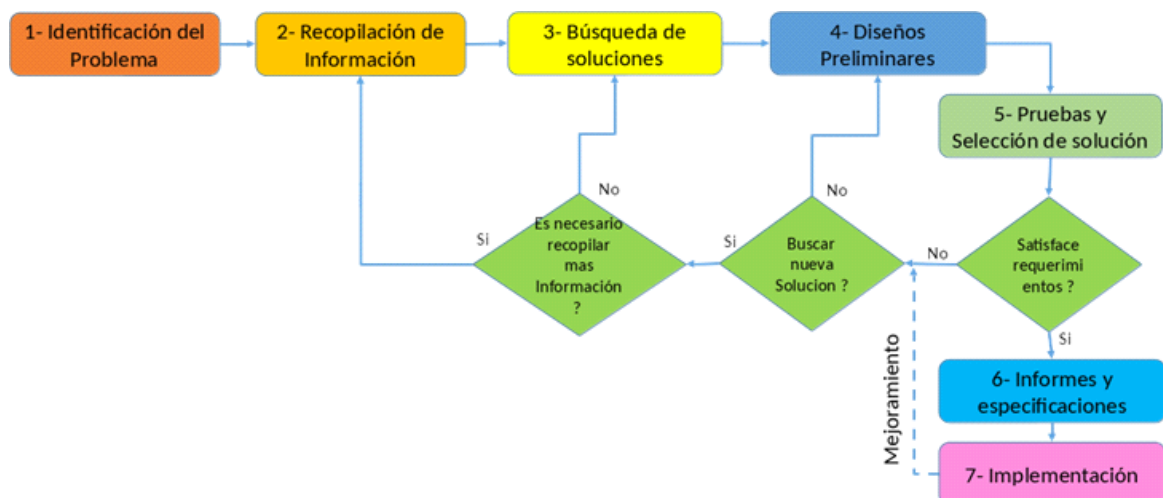 1- Identificación del
Problema
2- Recopilación de
Información
3- Búsqueda de
soluciones
4- Diseños
Preliminares
5- Pruebas y
Selección de solución
No
No
Es necesario
recopilar
mas
Información
?
Si
Buscar
nueva
Solucion ?
Si
Satisface
requerimi
entos ?
No
Si
Mejoramiento
6- Informes y
especificaciones
7- Implementación